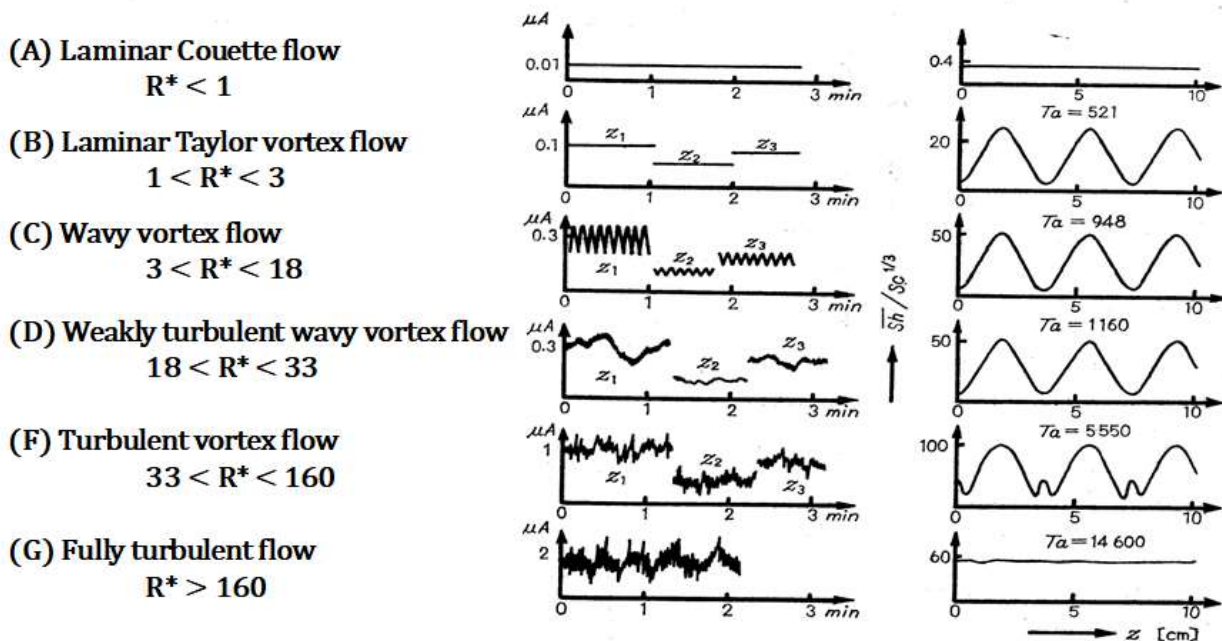 (A) Laminar Couette flow
R* < 1
μA
0.01
0 1 2 3 min
0.4
0 5 10
(B) Laminar Taylor vortex flow
1 < R* < 3
μA
0.1
z₁ z₂ z₃
0 1 2 3 min
Ta = 521
20
0 5 10
(C) Wavy vortex flow
3 < R* < 18
μA
0.3
z₁ z₂ z₃
0 1 2 3 min
Ta = 948
50
0 5 10
(D) Weakly turbulent wavy vortex flow
18 < R* < 33
μA
0.3
z₁ z₂ z₃
0 1 2 3 min
Ta = 1160
50
0 5 10
(F) Turbulent vortex flow
33 < R* < 160
μA
1
z₁ z₂ z₃
0 1 2 3 min
Ta = 5550
100
0 5 10
(G) Fully turbulent flow
R* > 160
μA
2
0 1 2 3 min
Ta = 14 600
60
0 5 10
Sh / Sc 1/3
z [cm]